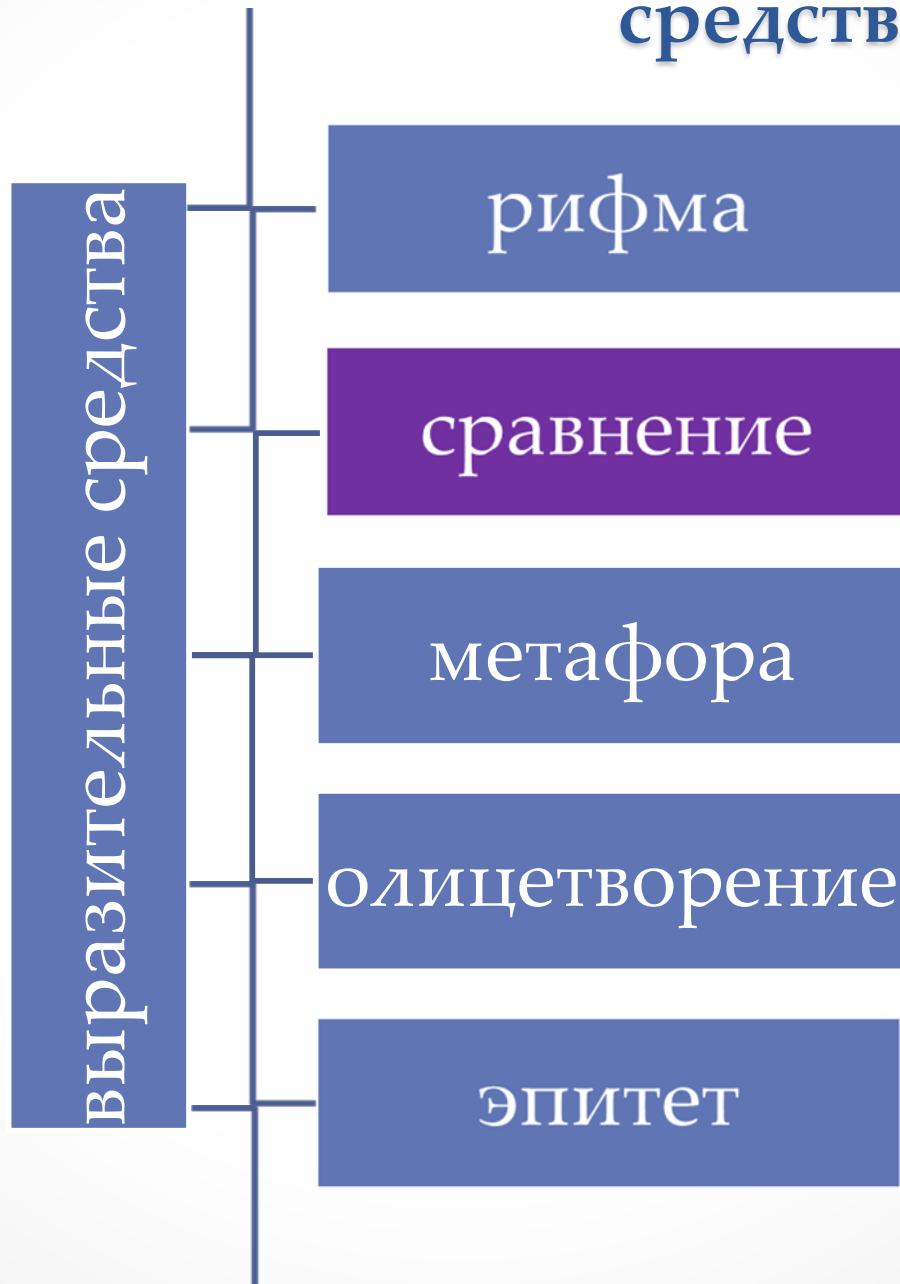 средств
выразительные средства
рифма
сравнение
метафора
олицетворение
эпитет